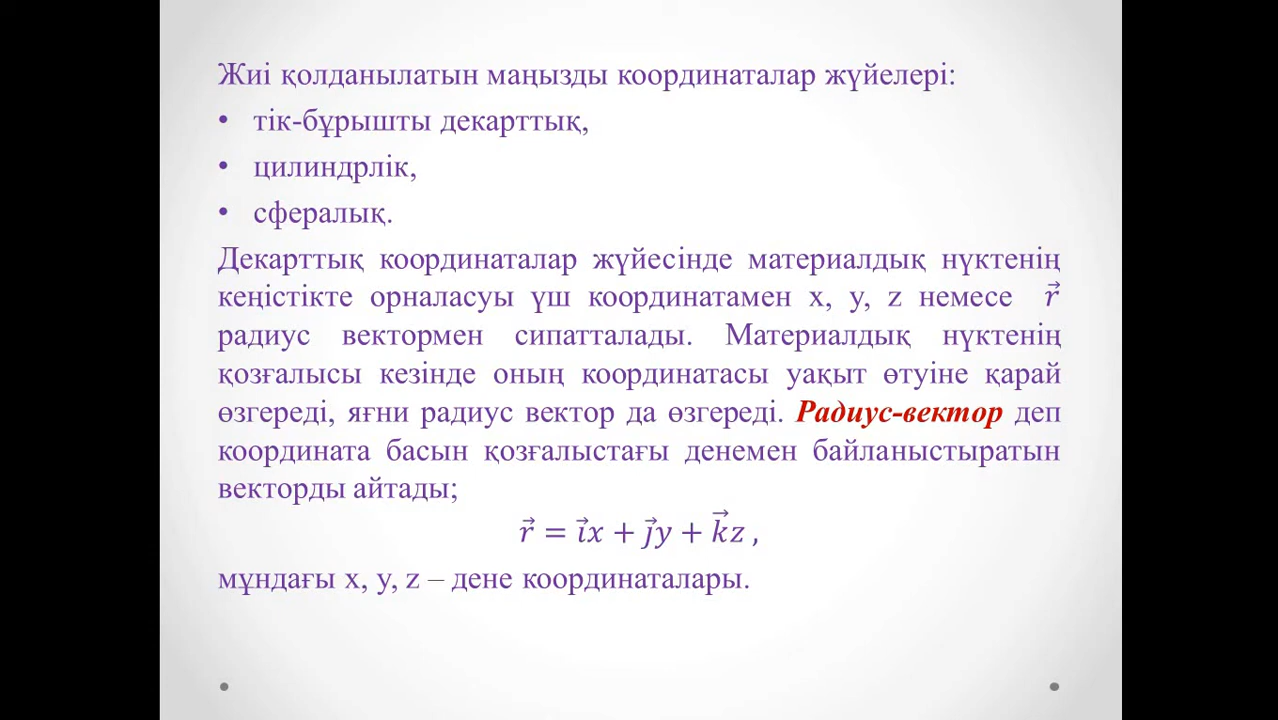 Жиі қолданылатын маңызды координаталар жүйелері:
• тік-бұрышты декарттық,
• цилиндрлік,
• сфералық.
Декарттық координаталар жүйесінде материалдық нүктенің
кеңістікте орналасуы үш координатамен x, y, z немесе r⃗
радиус вектормен сипатталады. Материалдық нүктенің
қозғалысы кезінде оның координатасы уақыт өтуіне қарай
өзгереді, яғни радиус вектор да өзгереді. Радиус-вектор деп
координата басын қозғалыстағы денемен байланыстыратын
векторды айтады;
r⃗ = i⃗x + j⃗y + k⃗z ,
мұндағы x, y, z – дене координаталары.